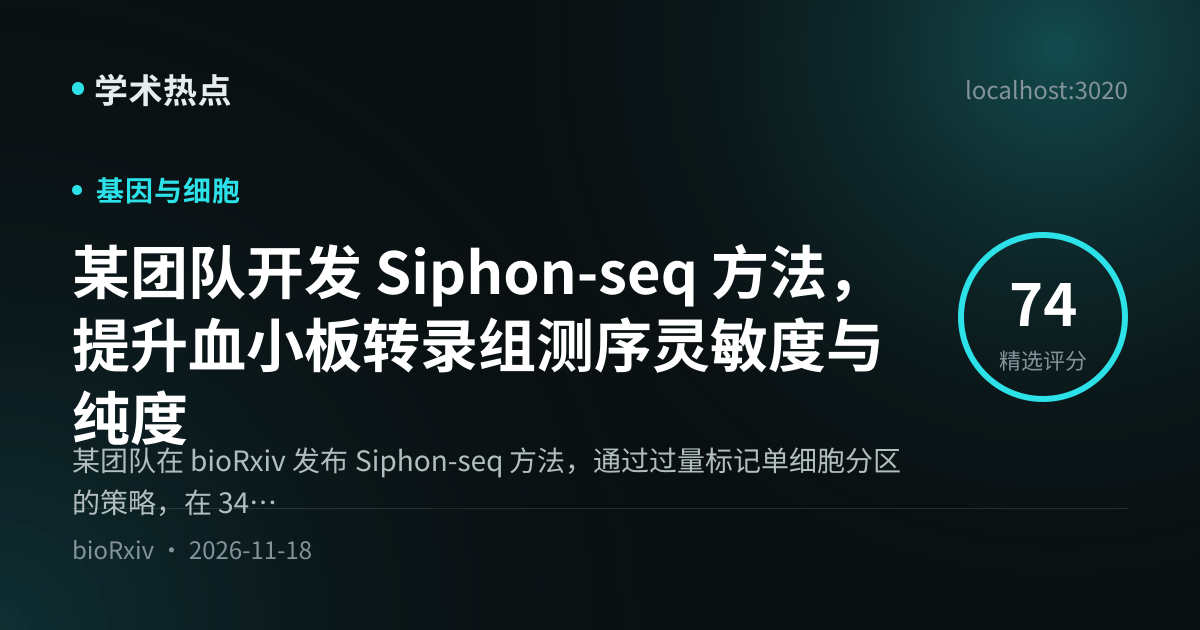 学术热点
localhost:3020
基因与细胞
某团队开发 Siphon-seq 方法，
提升血小板转录组测序灵敏度与
纯度
74
精选评分
某团队在 bioRxiv 发布 Siphon-seq 方法，通过过量标记单细胞分区
的策略，在 34…
bioRxiv · 2026-11-18